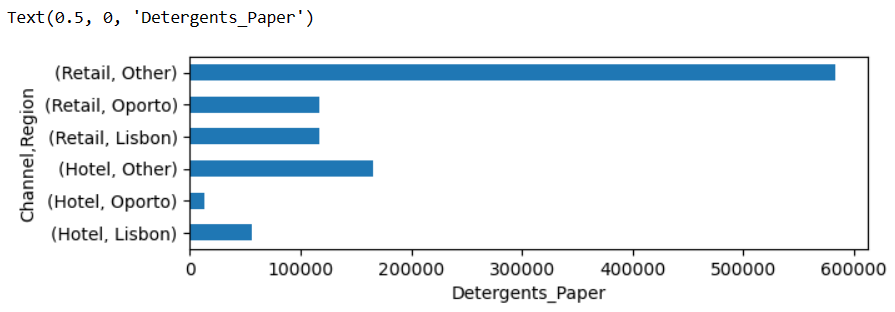 Text(0.5, 0, 'Detergents_Paper')
(Retail, Other)
(Retail, Oporto)
(Retail, Lisbon)
(Hotel, Other)
(Hotel, Oporto)
(Hotel, Lisbon)
Channel,Region
0 100000 200000 300000 400000 500000 600000
Detergents_Paper